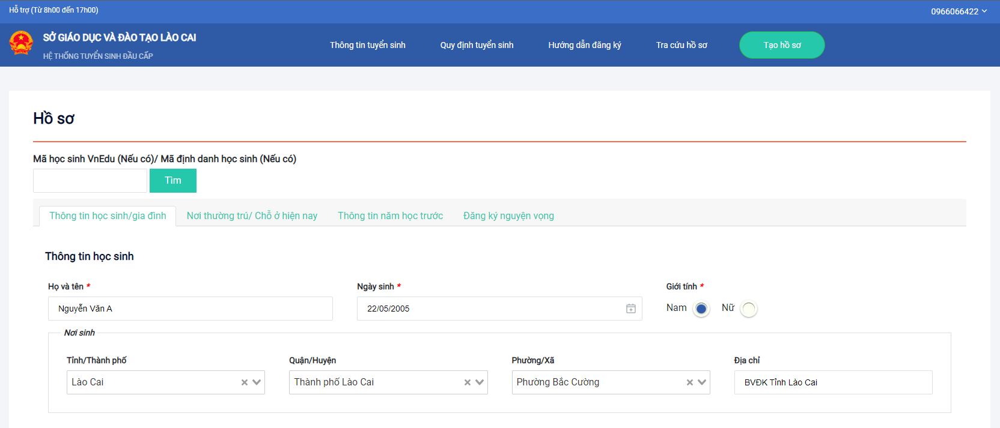 Hỗ trợ (Từ 8h00 đến 17h00)
0966066422
SỞ GIÁO DỤC VÀ ĐÀO TẠO LÀO CAI
HỆ THỐNG TUYỂN SINH ĐẦU CẤP
Thông tin tuyển sinh
Quy định tuyển sinh
Hướng dẫn đăng ký
Tra cứu hồ sơ
Tạo hồ sơ
Hồ sơ
Mã học sinh VnEdu (Nếu có)/ Mã định danh học sinh (Nếu có)
Tìm
Thông tin học sinh/gia đình
Nơi thường trú/ Chỗ ở hiện nay
Thông tin năm học trước
Đăng ký nguyện vọng
Thông tin học sinh
Họ và tên *
Ngày sinh *
Giới tính *
Nguyễn Văn A
22/05/2005
Nam
Nữ
Nơi sinh
Tỉnh/Thành phố
Quận/Huyện
Phường/Xã
Địa chỉ
Lào Cai
Thành phố Lào Cai
Phường Bắc Cường
BVĐK Tỉnh Lào Cai